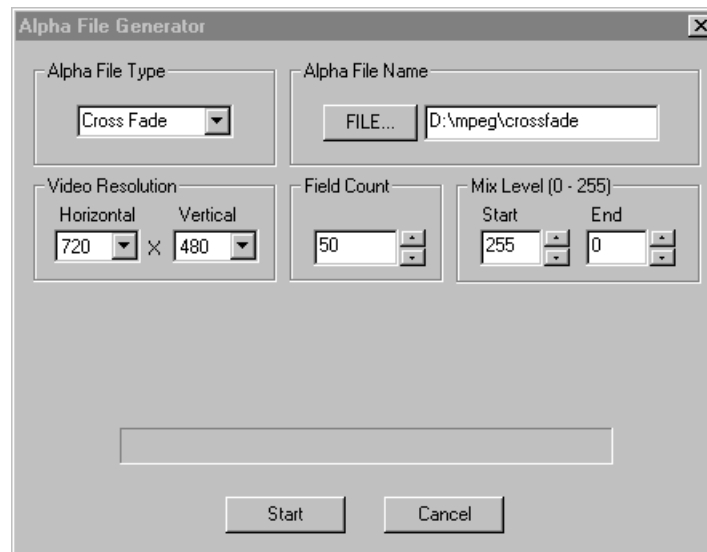 Alpha File Generator
Alpha File Type
Cross Fade
Alpha File Name
FILE...
D:\mpeg\crossfade
Video Resolution
Horizontal
Vertical
720
X
480
Field Count
50
Mix Level (0 - 255)
Start
End
255
0
Start
Cancel